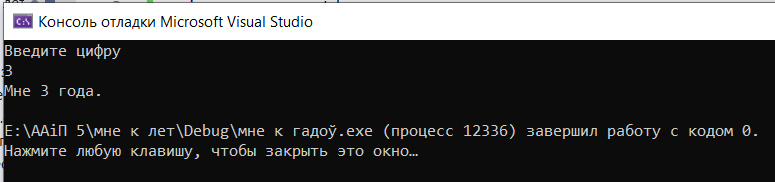 Консоль отладки Microsoft Visual Studio
Введите цифру
3
Мне 3 года.
E:\ААіП 5\мне к лет\Debug\мне к гадоў.exe (процесс 12336) завершил работу с кодом 0.
Нажмите любую клавишу, чтобы закрыть это окно…